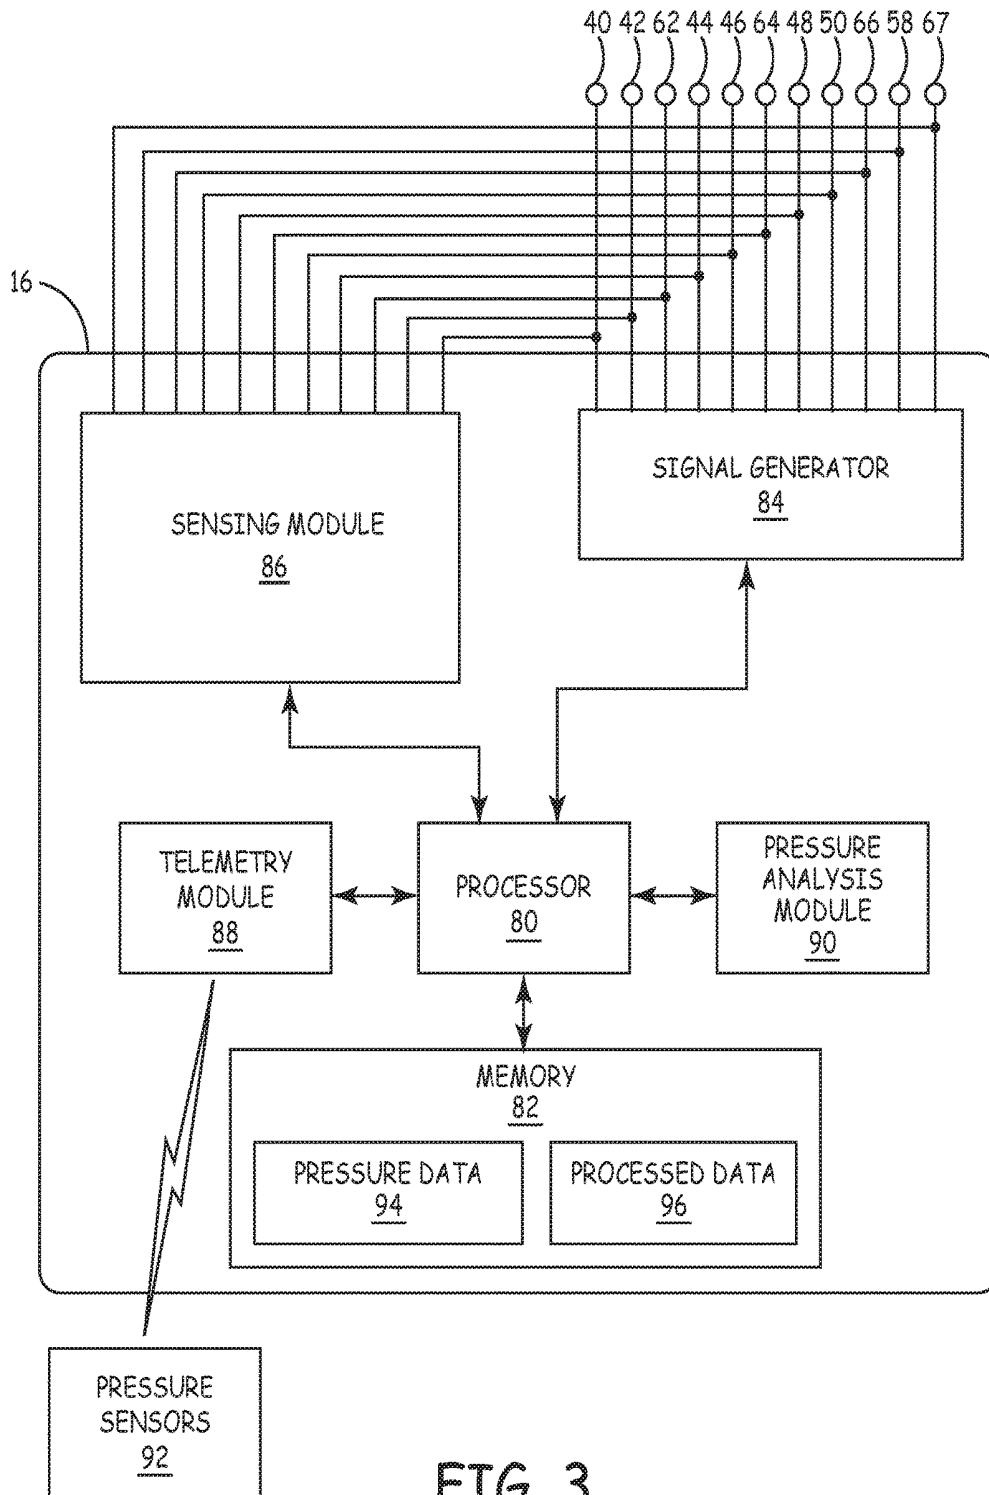 40 42 62 44 46 64 48 50 66 58 67
16
SIGNAL GENERATOR
84
SENSING MODULE
86
TELEMETRY
MODULE
88
PROCESSOR
80
PRESSURE
ANALYSIS
MODULE
90
MEMORY
82
PRESSURE DATA
94
PROCESSED DATA
96
PRESSURE
SENSORS
92
FIG. 3